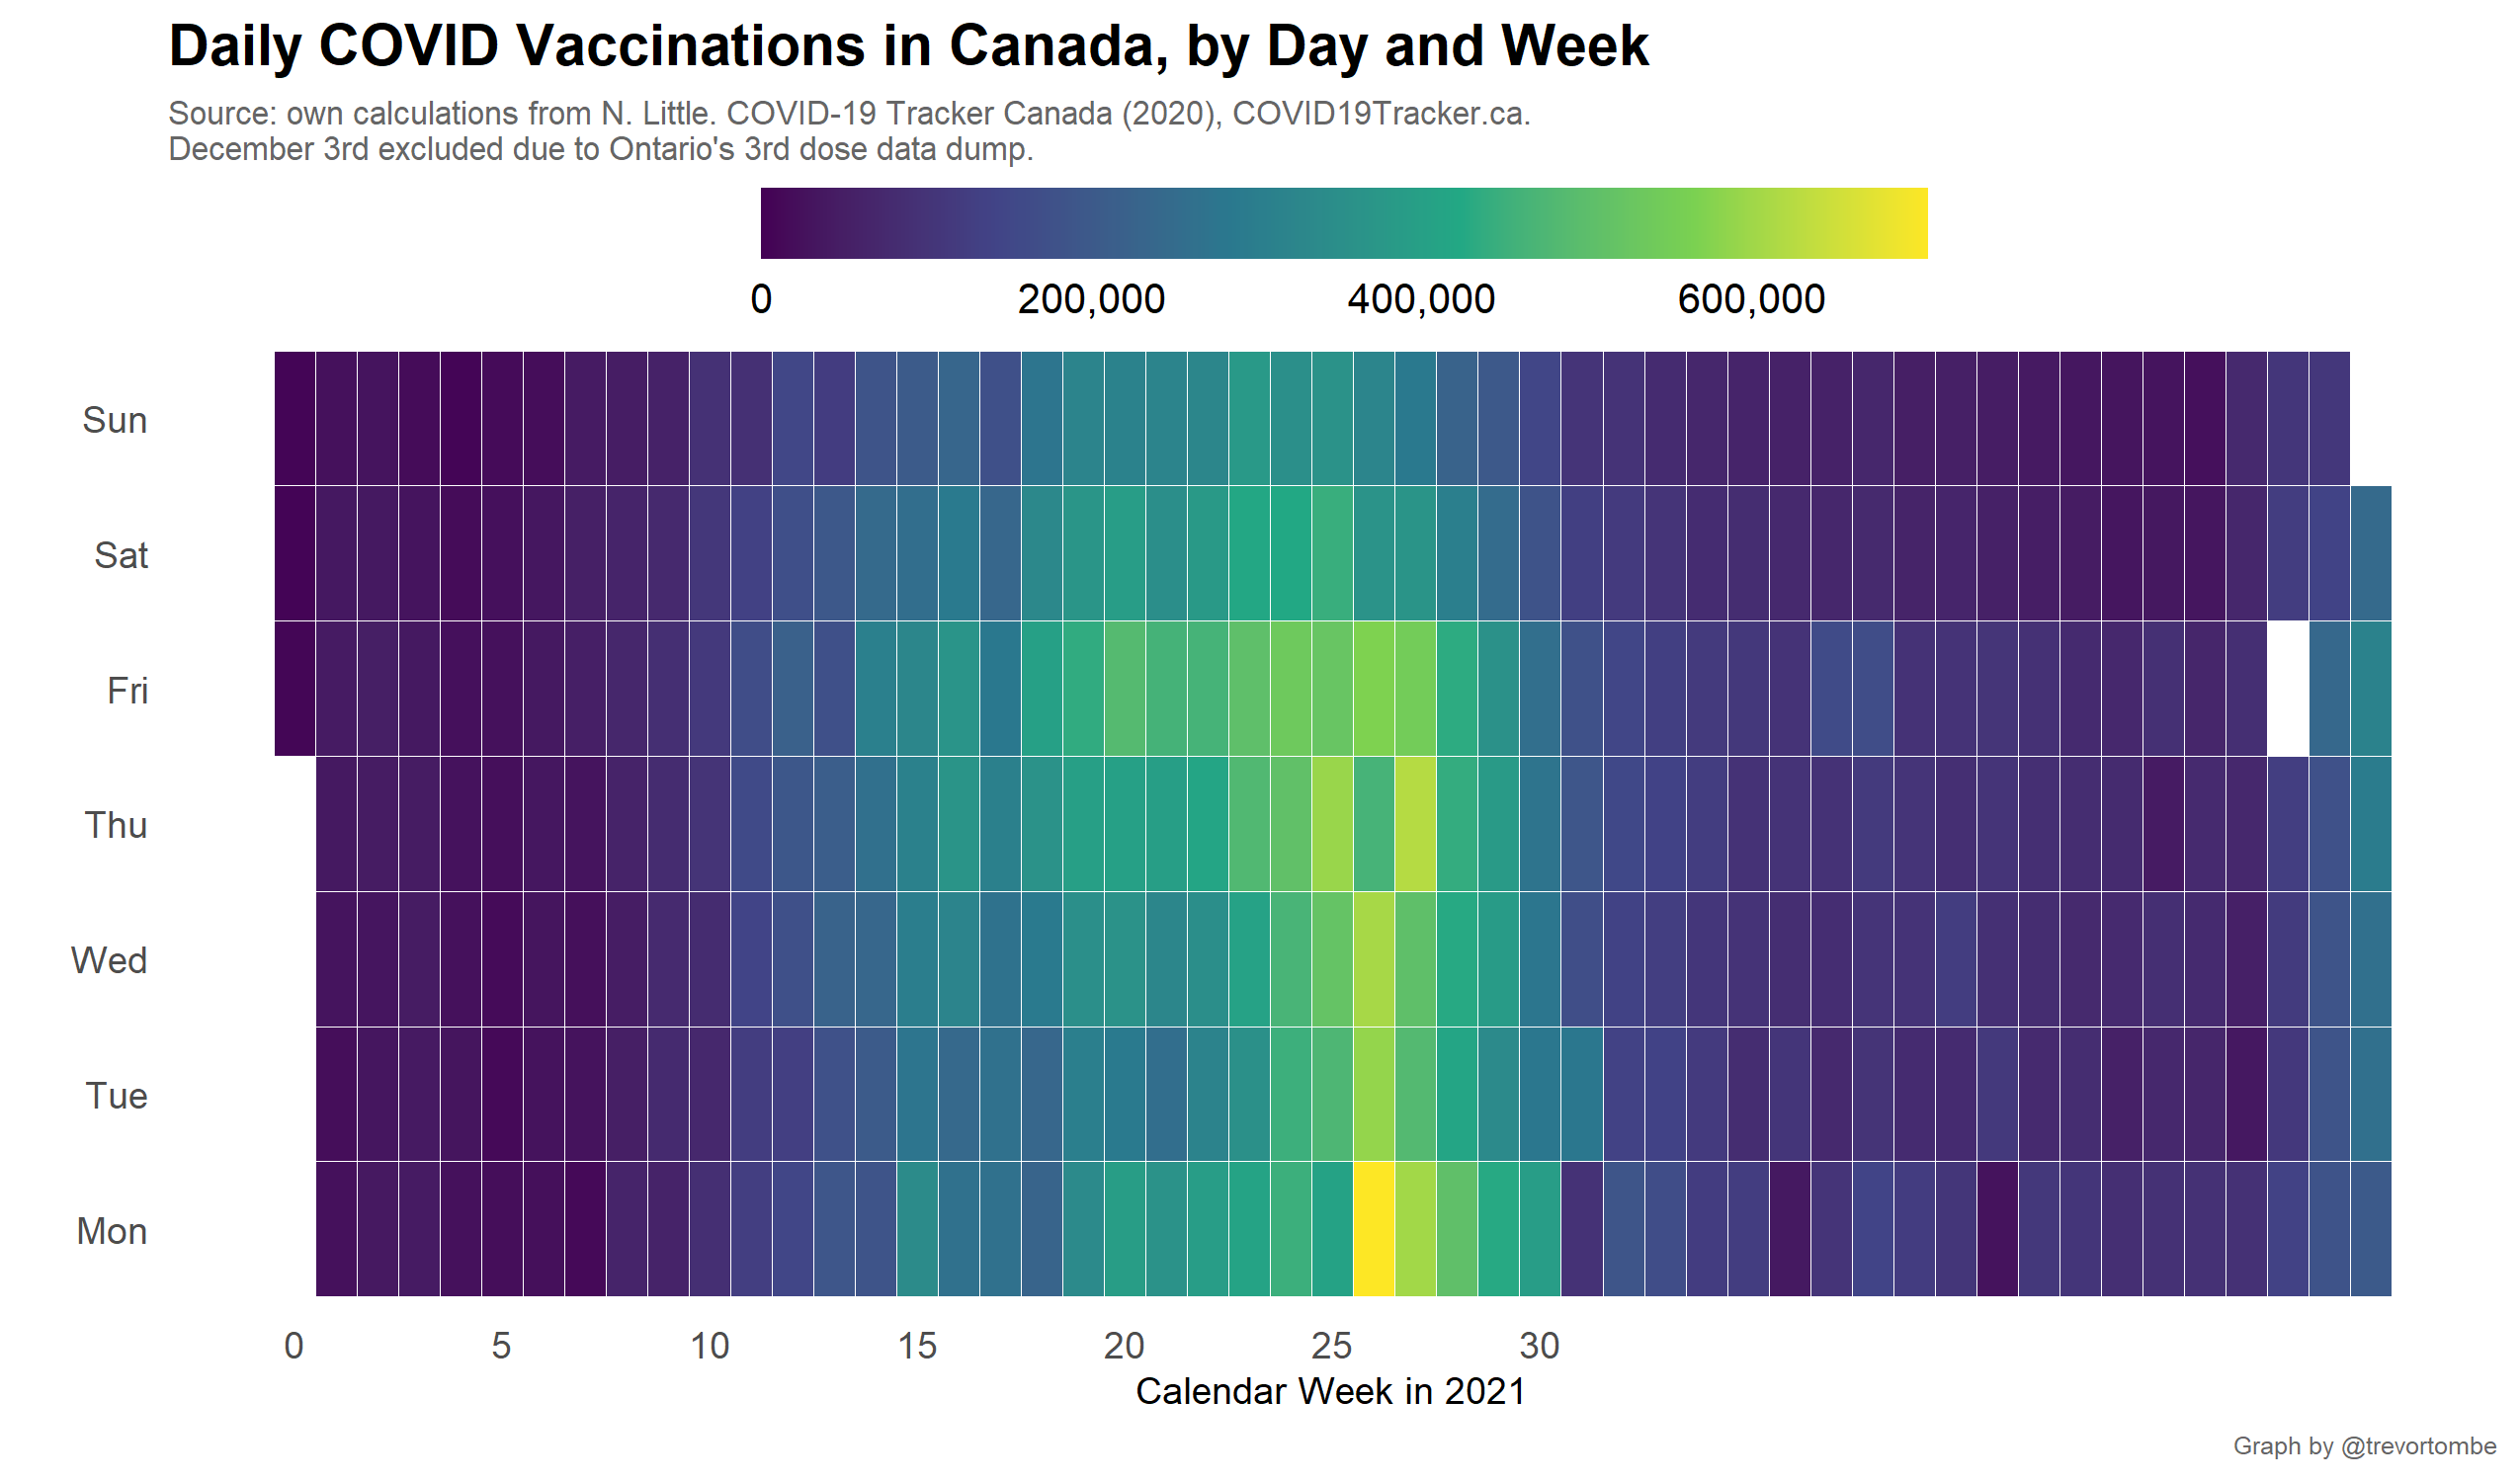 Daily COVID Vaccinations in Canada, by Day and Week
Source: own calculations from N. Little. COVID-19 Tracker Canada (2020), COVID19Tracker.ca.
December 3rd excluded due to Ontario's 3rd dose data dump.
0 200,000 400,000 600,000
Sun
Sat
Fri
Thu
Wed
Tue
Mon
0 5 10 15 20 25 30
Calendar Week in 2021
Graph by @trevortombe